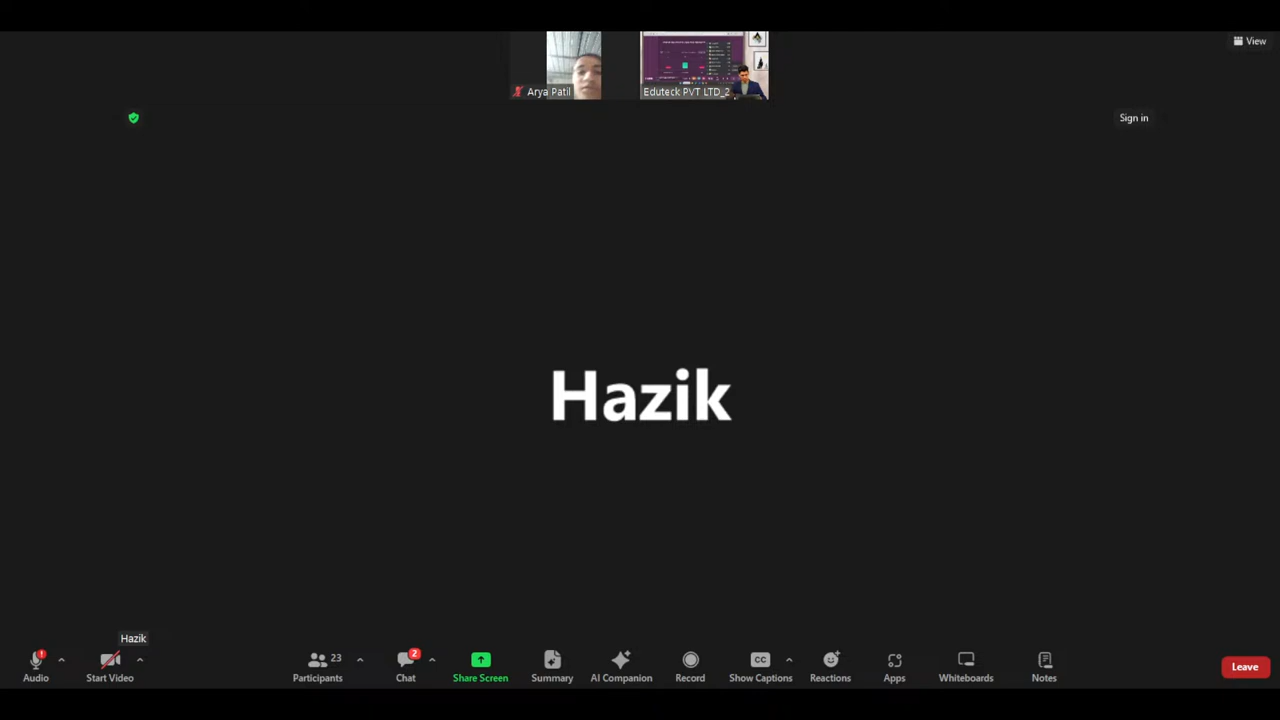 View
Arya Patil
Eduteck PVT LTD_2
Sign in
Hazik
Hazik
23
2
CC
Audio
Start Video
Participants
Chat
Share Screen
Summary
AI Companion
Record
Show Captions
Reactions
Apps
Whiteboards
Notes
Leave